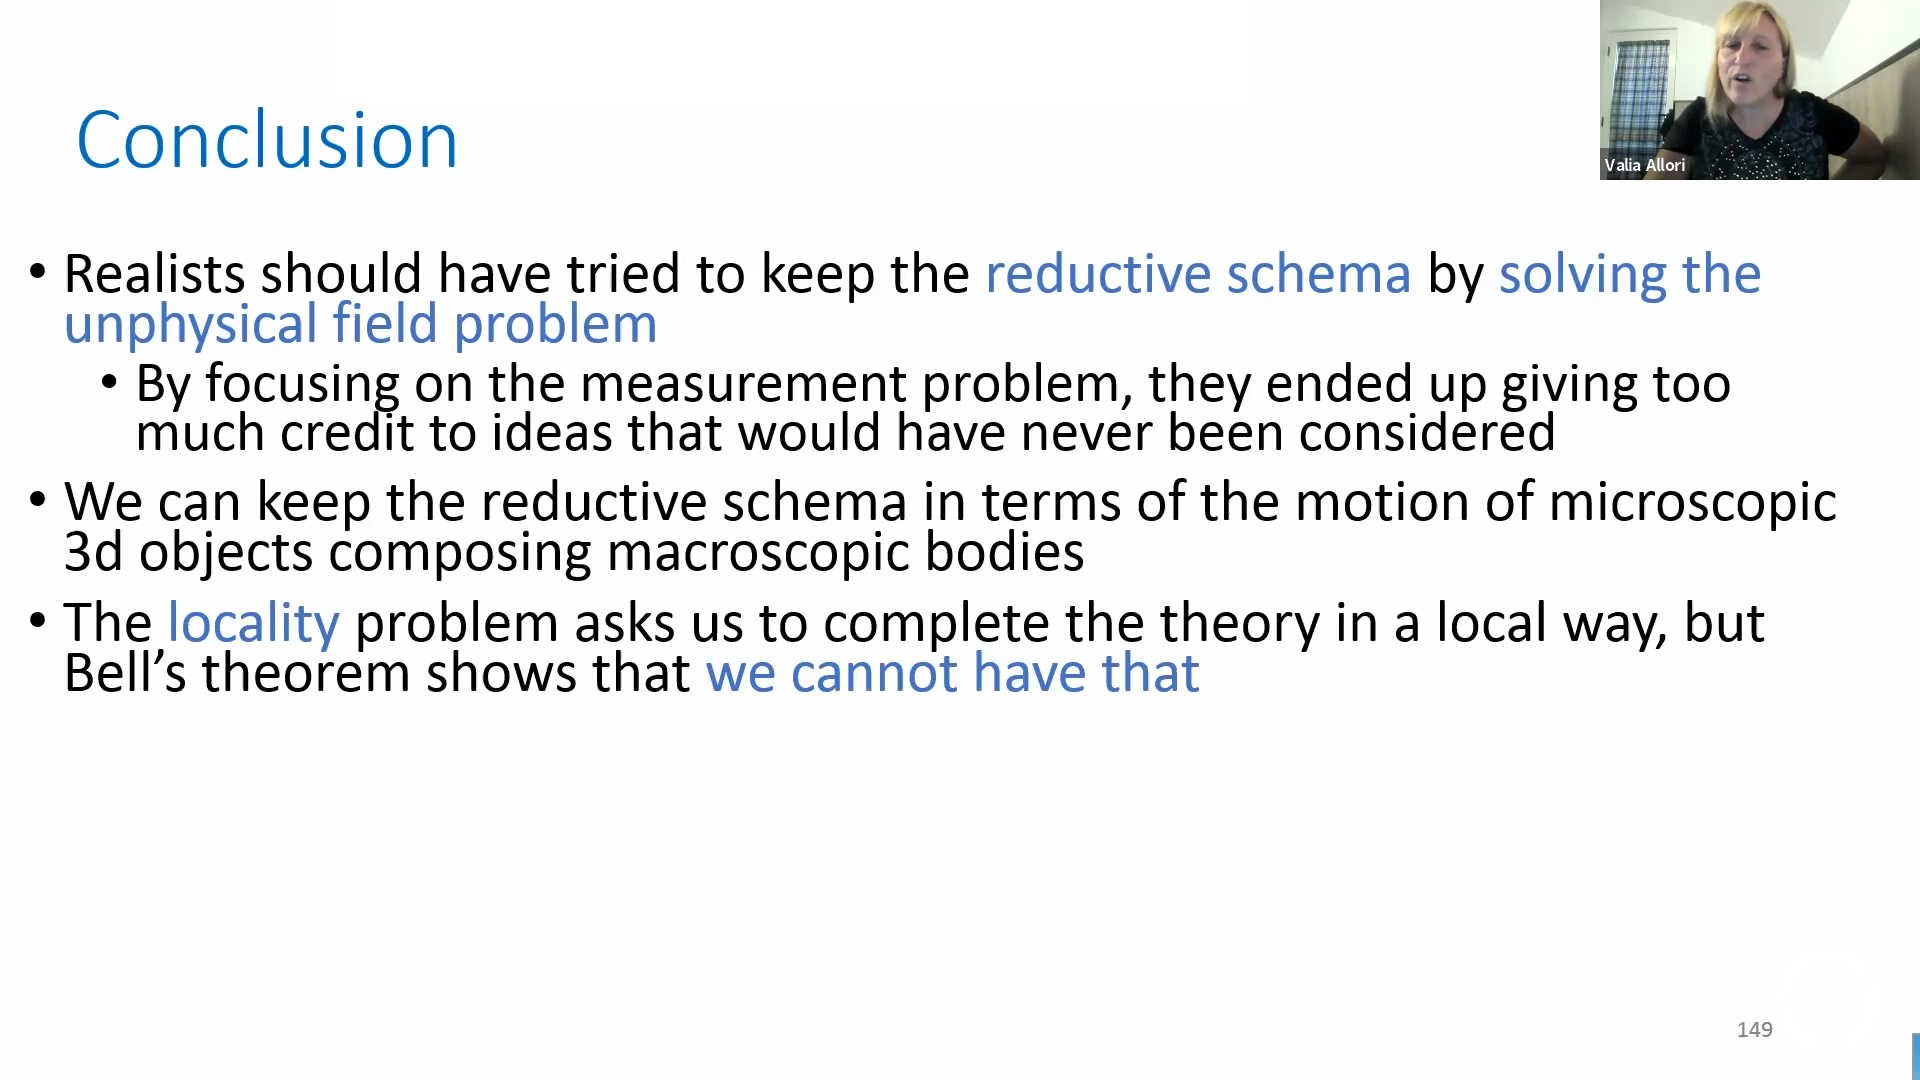 Valia Allori
Conclusion
• Realists should have tried to keep the reductive schema by solving the
unphysical field problem
• By focusing on the measurement problem, they ended up giving too
much credit to ideas that would have never been considered
• We can keep the reductive schema in terms of the motion of microscopic
3d objects composing macroscopic bodies
• The locality problem asks us to complete the theory in a local way, but
Bell’s theorem shows that we cannot have that
149